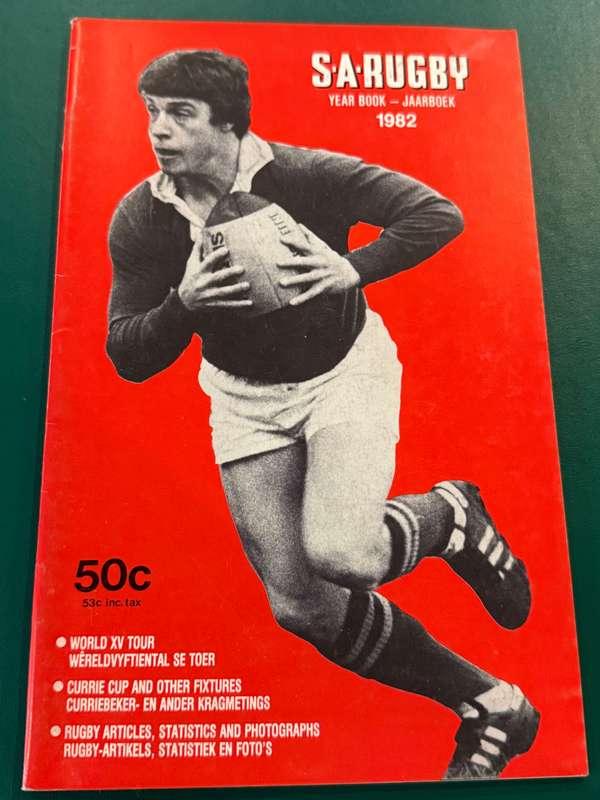 S·A·RUGBY
YEAR BOOK – JAARBOEK
1982
50c
53c inc. tax
WORLD XV TOUR
WÊRELDVYFTIENTAL SE TOER
CURRIE CUP AND OTHER FIXTURES
CURRIEBEKER- EN ANDER KRAGMETINGS
RUGBY ARTICLES, STATISTICS AND PHOTOGRAPHS
RUGBY-ARTIKELS, STATISTIEK EN FOTO'S